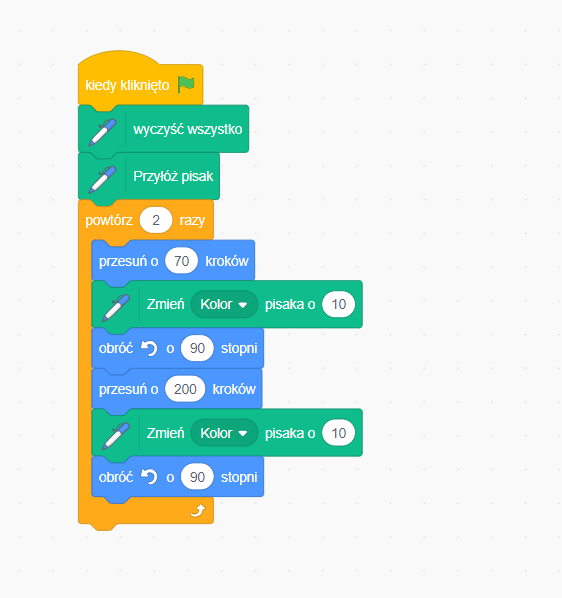 kiedy kliknięto
wyczyść wszystko
Przyłóż pisak
powtórz 2 razy
przesuń o 70 kroków
Zmień Kolor pisaka o 10
obróć o 90 stopni
przesuń o 200 kroków
Zmień Kolor pisaka o 10
obróć o 90 stopni